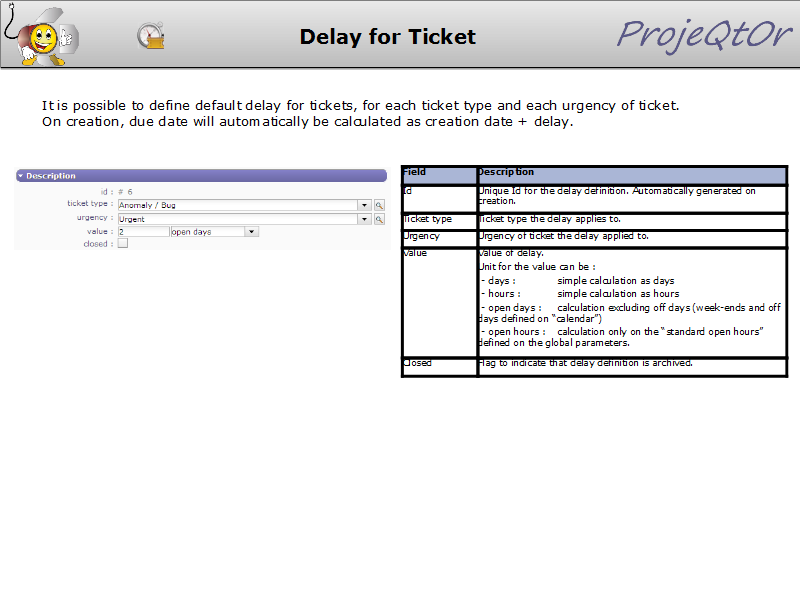 Delay for Ticket
ProjeQtOr
It is possible to define default delay for tickets, for each ticket type and each urgency of ticket.
On creation, due date will automatically be calculated as creation date + delay.
Description
id : # 6
ticket type : Anomaly / Bug
urgency : Urgent
value : 2 open days
closed :
Field Description
Id Unique Id for the delay definition. Automatically generated on
creation.
Ticket type Ticket type the delay applies to.
Urgency Urgency of ticket the delay applied to.
Value Value of delay.
Unit for the value can be :
- days : simple calculation as days
- hours : simple calculation as hours
- open days : calculation excluding off days (week-ends and off
days defined on “calendar”)
- open hours : calculation only on the “standard open hours”
defined on the global parameters.
Closed Flag to indicate that delay definition is archived.